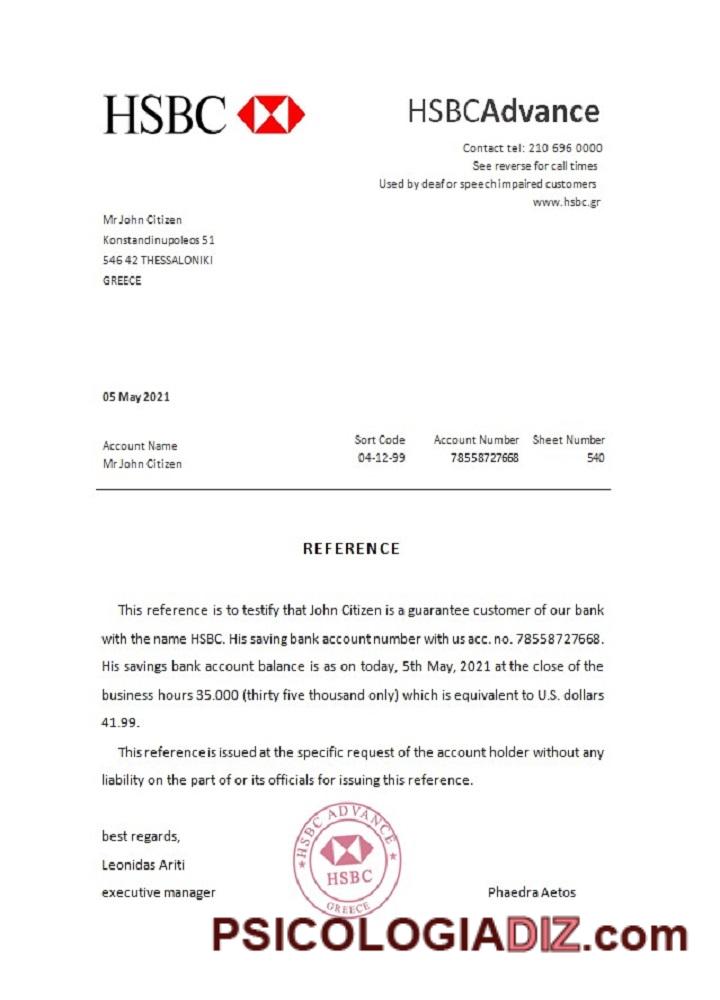 HSBC
HSBCAdvance
Contact tel: 210 696 0000
See reverse for call times
Used by deaf or speech impaired customers
www.hsbc.gr
Mr John Citizen
Konstandinupoleos 51
546 42 THESSALONIKI
GREECE
05 May 2021
Account Name
Mr John Citizen
Sort Code Account Number Sheet Number
04-12-99 78558727668 540
REFERENCE
This reference is to testify that John Citizen is a guarantee customer of our bank
with the name HSBC. His saving bank account number with us acc. no. 78558727668.
His savings bank account balance is as on today, 5th May, 2021 at the close of the
business hours 35.000 (thirty five thousand only) which is equivalent to U.S. dollars
41.99.
This reference is issued at the specific request of the account holder without any
liability on the part of or its officials for issuing this reference.
best regards,
Leonidas Ariti
executive manager
HSBC ADVANCE
HSBC
GREECE
Phaedra Aetos
PSICOLOGIADIZ.com